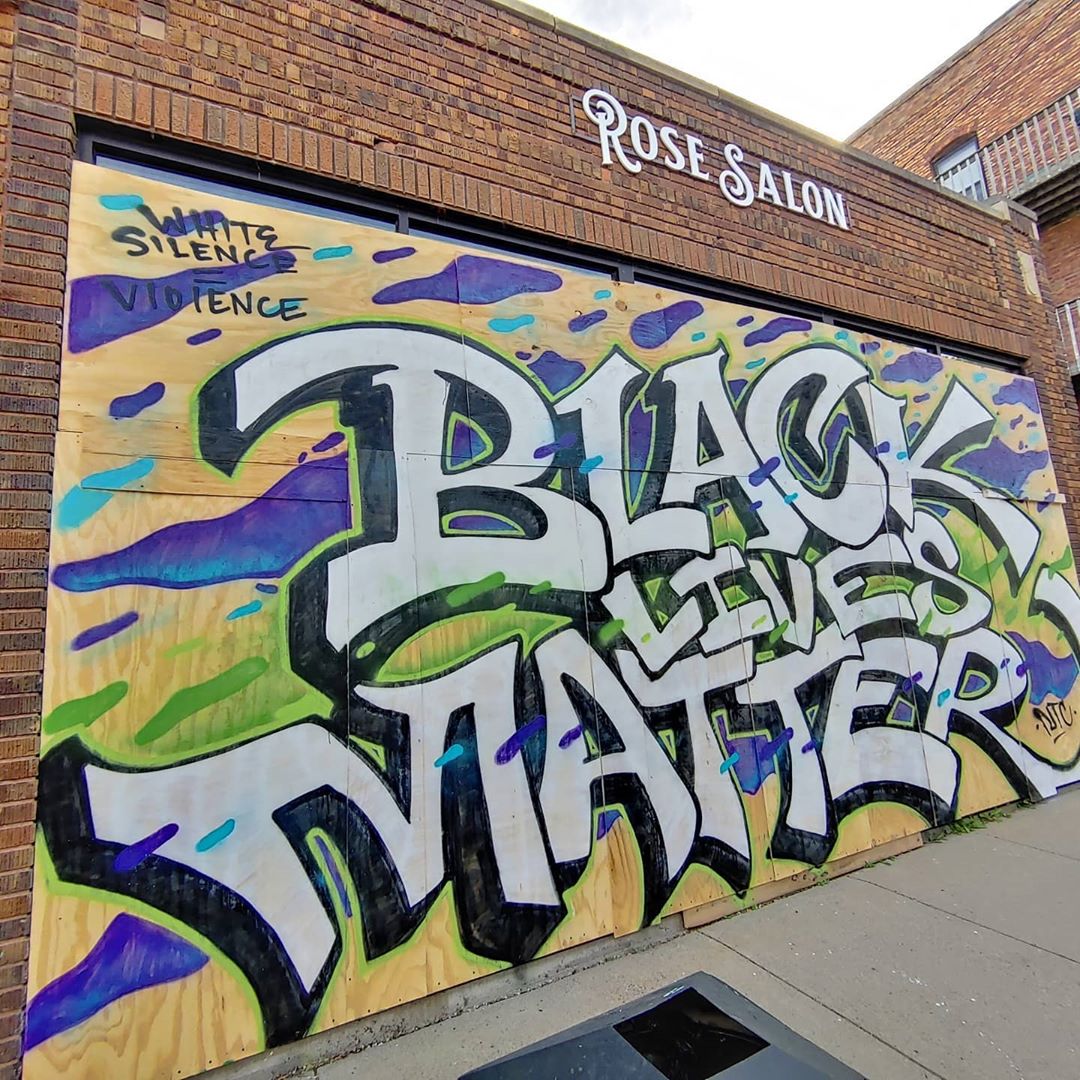 ROSE SALON
WHITE
SILENCE
=
VIOLENCE
BLACK
LIVES
MATTER